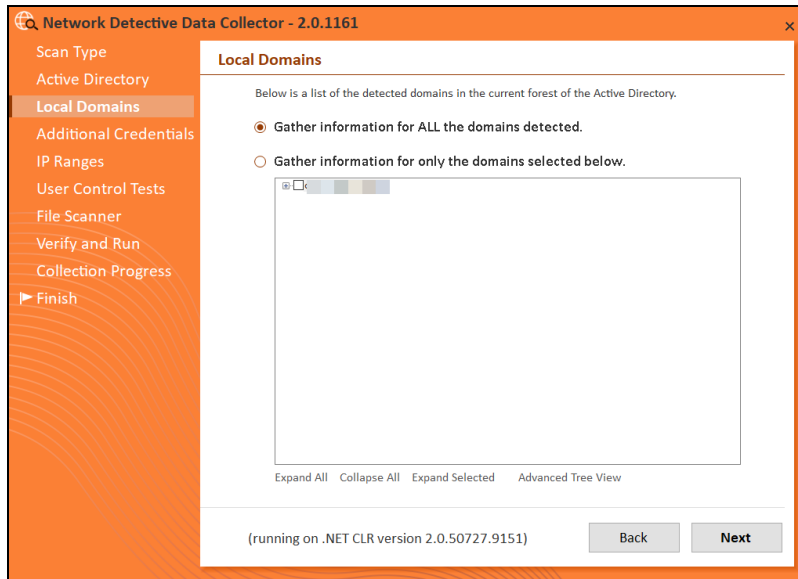 Network Detective Data Collector - 2.0.1161
Scan Type
Active Directory
Local Domains
Additional Credentials
IP Ranges
User Control Tests
File Scanner
Verify and Run
Collection Progress
Finish
Local Domains
Below is a list of the detected domains in the current forest of the Active Directory.
Gather information for ALL the domains detected.
Gather information for only the domains selected below.
Expand All Collapse All Expand Selected Advanced Tree View
(running on .NET CLR version 2.0.50727.9151)
Back Next